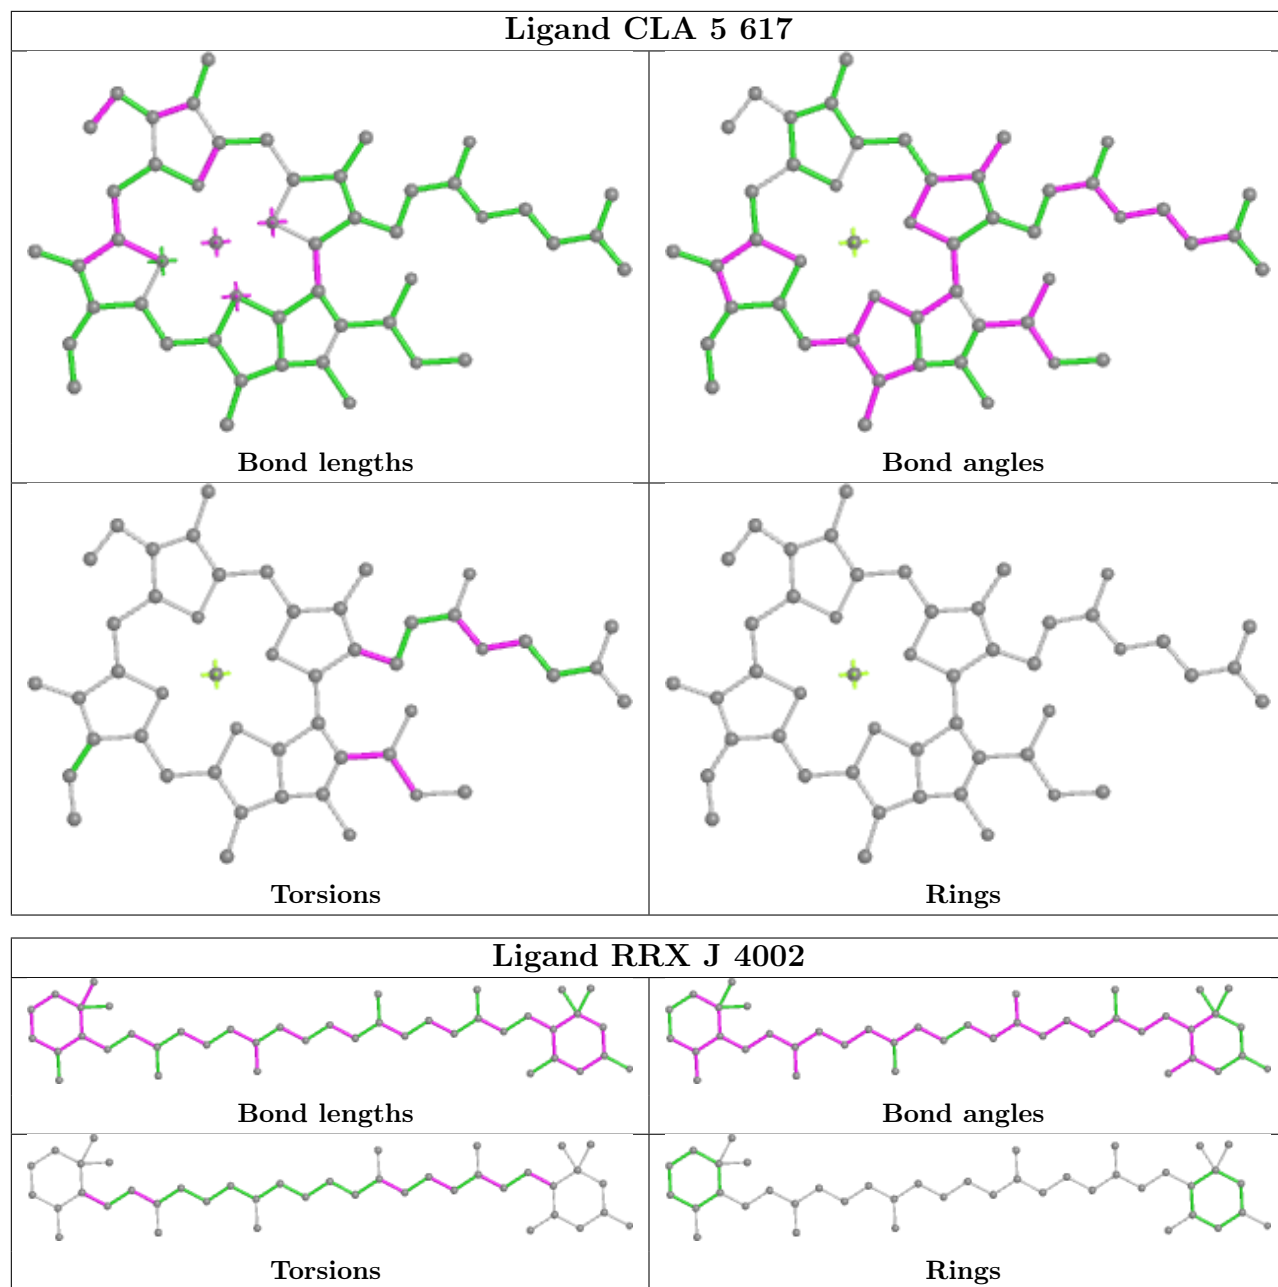 Ligand CLA 5 617
Bond lengths
Bond angles
Torsions
Rings
Ligand RRX J 4002
Bond lengths
Bond angles
Torsions
Rings